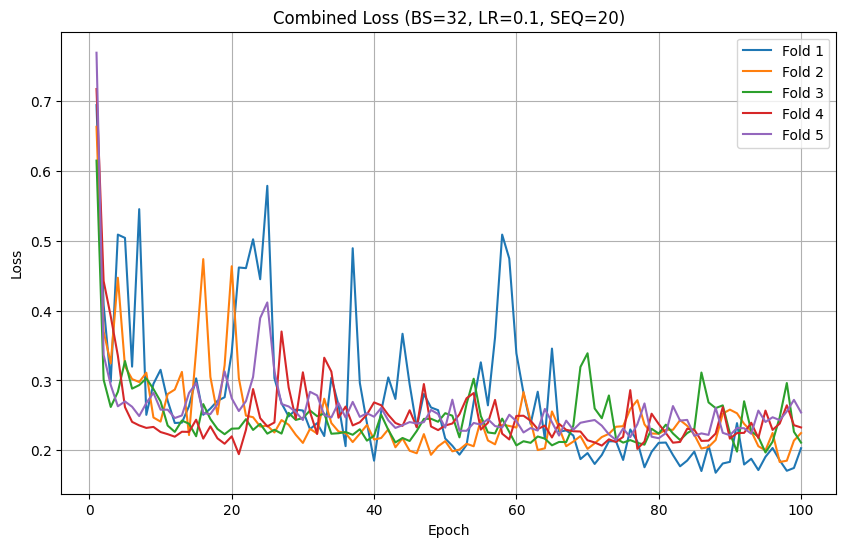 Combined Loss (BS=32, LR=0.1, SEQ=20)
Fold 1
Fold 2
Fold 3
Fold 4
Fold 5
Loss
0.7
0.6
0.5
0.4
0.3
0.2
0 20 40 60 80 100
Epoch